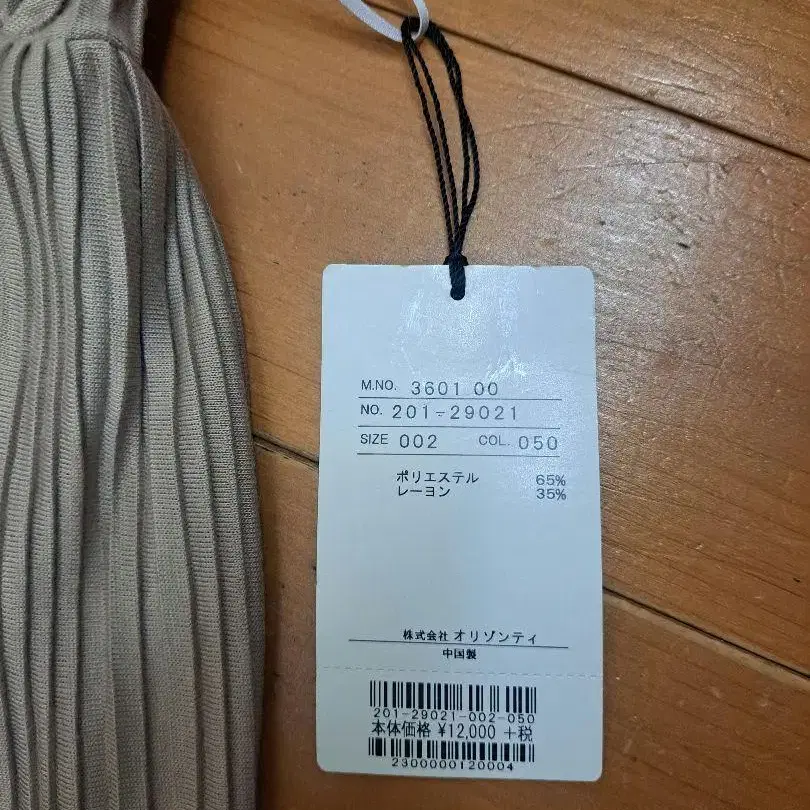 M.NO. 3601 00
NO. 201-29021
SIZE 002 COL. 050
ポリエステル 65%
レーヨン 35%
株式会社 オリゾンティ
中国製
201-29021-002-050
本体価格 ¥12,000 +税
2300000120004